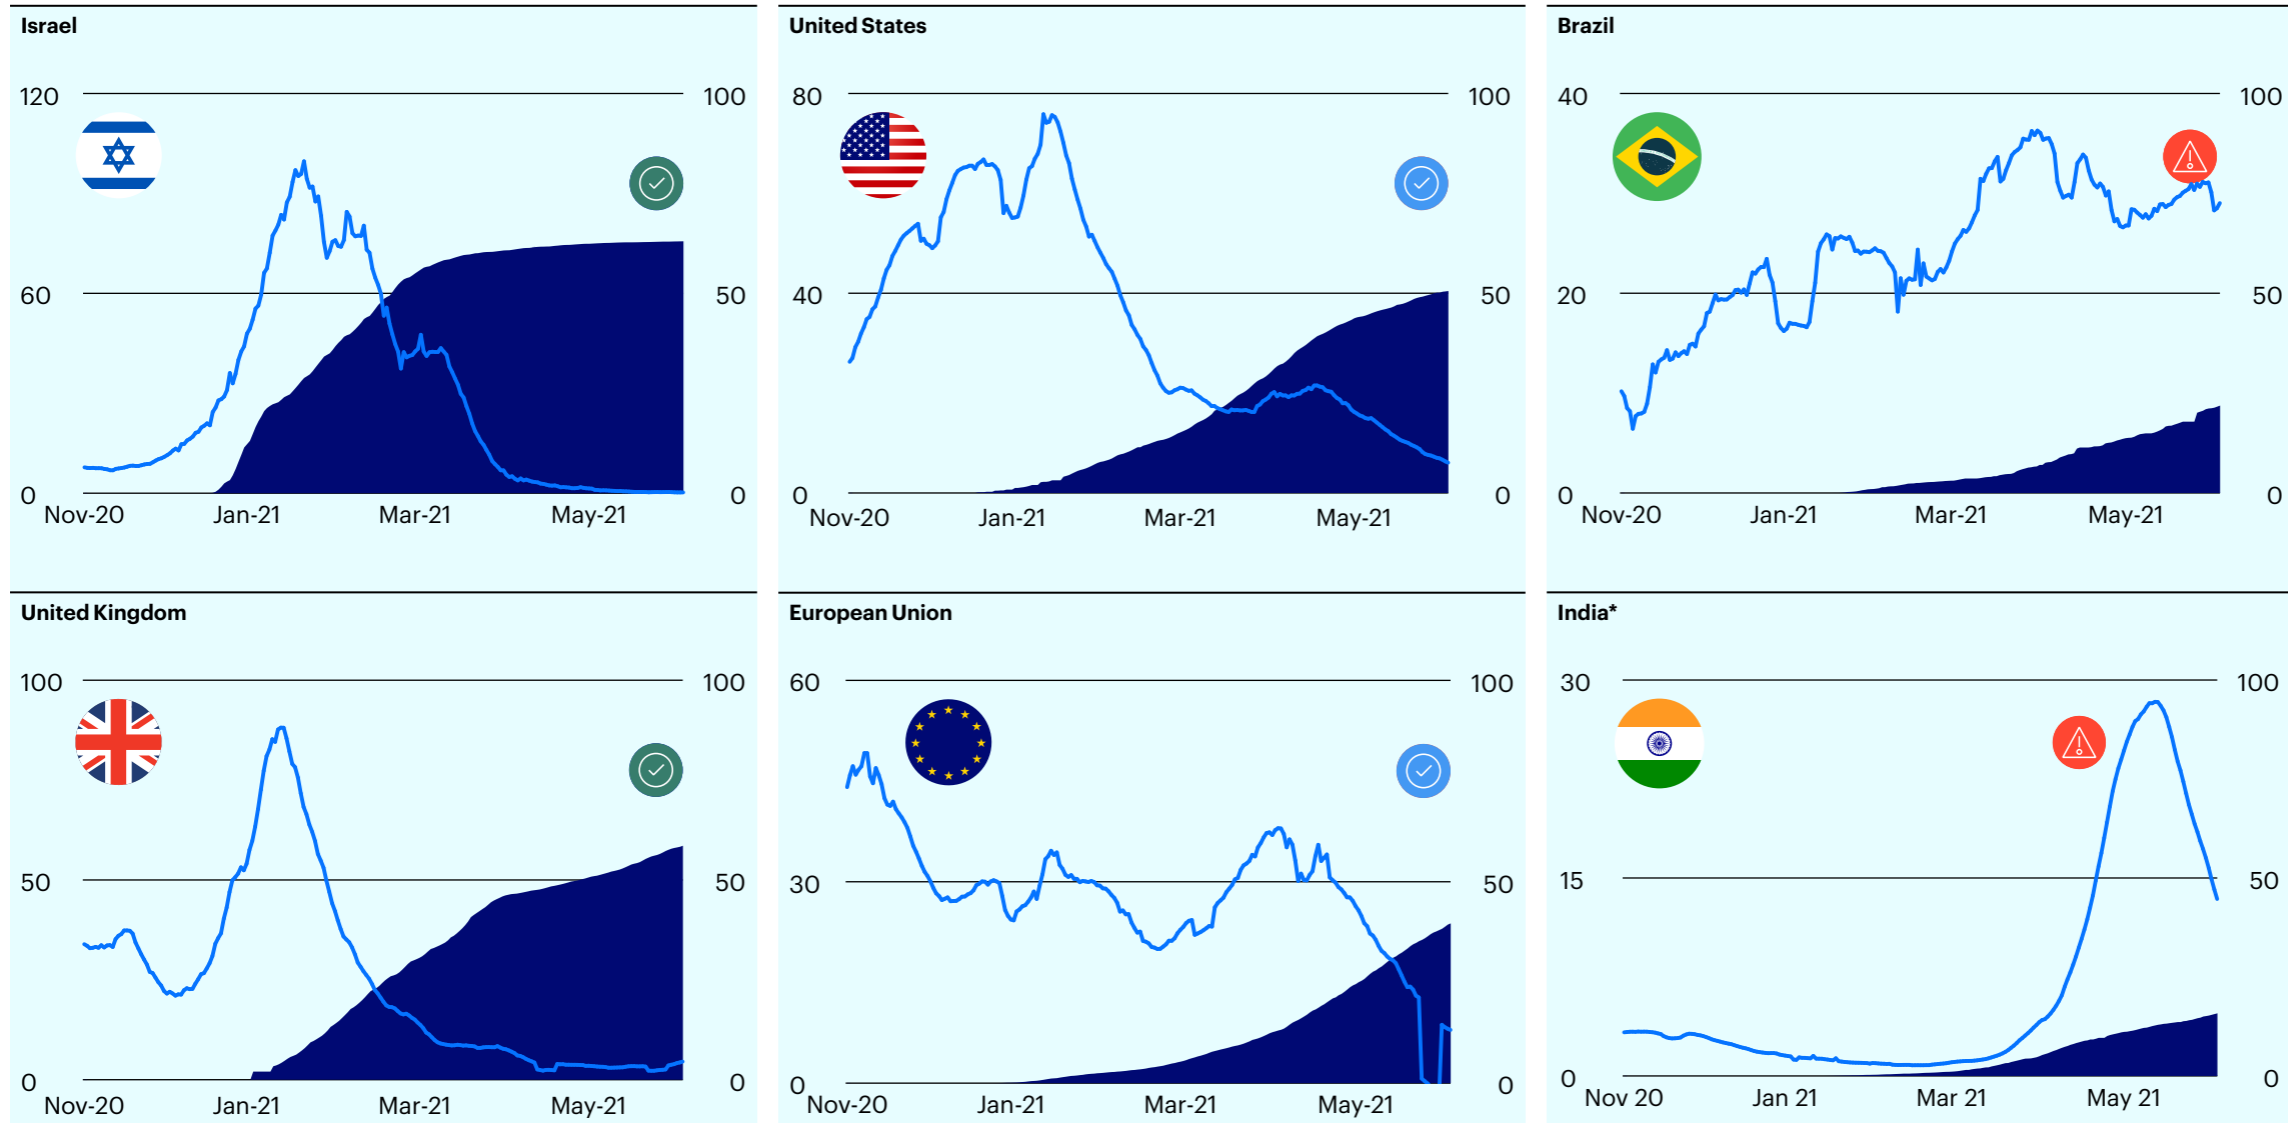 Israel
120 100
60 50
0 0
Nov-20 Jan-21 Mar-21 May-21
United States
80 100
40 50
0 0
Nov-20 Jan-21 Mar-21 May-21
Brazil
40 100
20 50
0 0
Nov-20 Jan-21 Mar-21 May-21
United Kingdom
100 100
50 50
0 0
Nov-20 Jan-21 Mar-21 May-21
European Union
60 100
30 50
0 0
Nov-20 Jan-21 Mar-21 May-21
India*
30 100
15 50
0 0
Nov 20 Jan 21 Mar 21 May 21